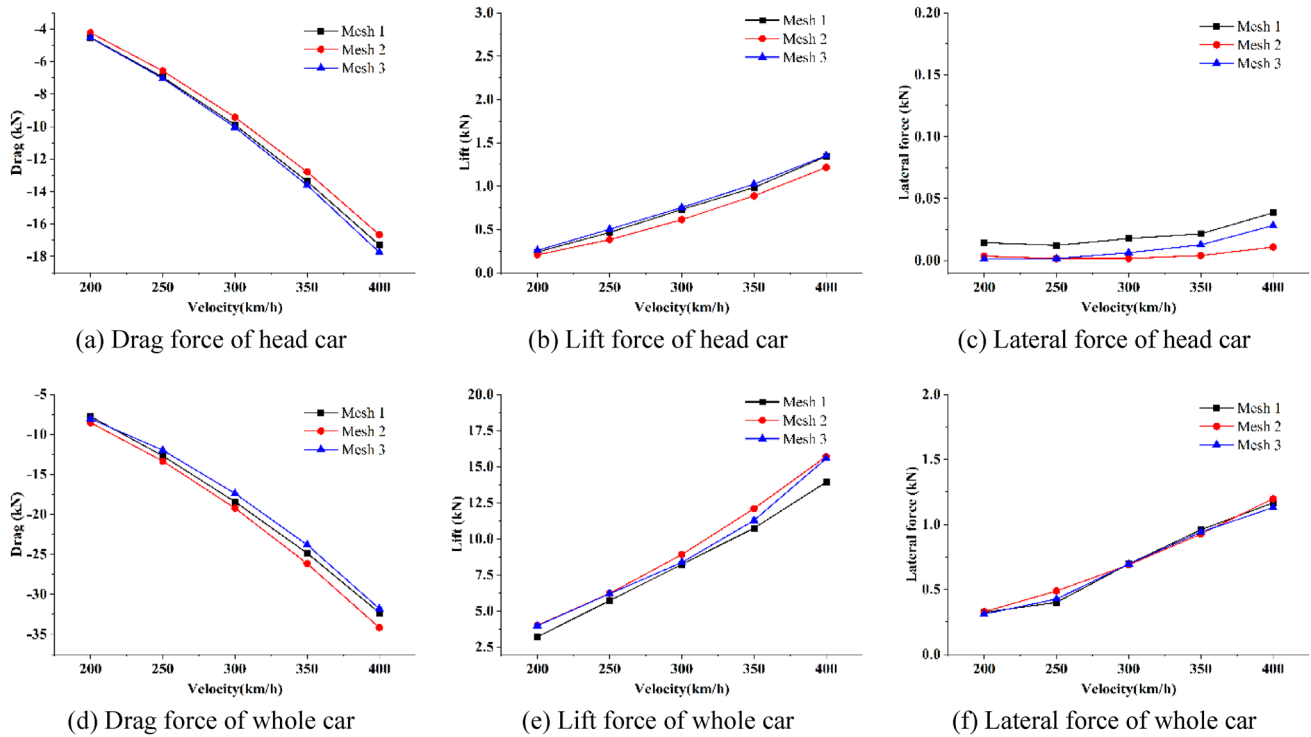 -4
-6
-8
-10
-12
-14
-16
-18
Drag (kN)
Mesh 1
Mesh 2
Mesh 3
200 250 300 350 400
Velocity(km/h)
(a) Drag force of head car
3.0
2.5
2.0
1.5
1.0
0.5
0.0
Lift (kN)
Mesh 1
Mesh 2
Mesh 3
200 250 300 350 400
Velocity(km/h)
(b) Lift force of head car
0.20
0.15
0.10
0.05
0.00
Lateral force (kN)
Mesh 1
Mesh 2
Mesh 3
200 250 300 350 400
Velocity(km/h)
(c) Lateral force of head car
-5
-10
-15
-20
-25
-30
-35
Drag (kN)
Mesh 1
Mesh 2
Mesh 3
200 250 300 350 400
Velocity(km/h)
(d) Drag force of whole car
20.0
17.5
15.0
12.5
10.0
7.5
5.0
2.5
Lift (kN)
Mesh 1
Mesh 2
Mesh 3
200 250 300 350 400
Velocity(km/h)
(e) Lift force of whole car
2.0
1.5
1.0
0.5
0.0
Lateral force (kN)
Mesh 1
Mesh 2
Mesh 3
200 250 300 350 400
Velocity(km/h)
(f) Lateral force of whole car